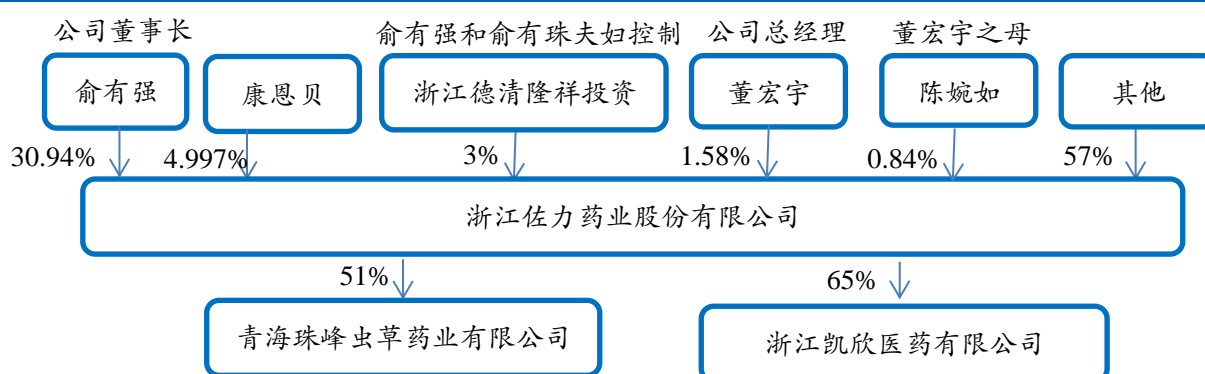 公司董事长
俞有强和俞有珠夫妇控制
公司总经理
董宏宇之母
俞有强
康恩贝
浙江德清隆祥投资
董宏宇
陈婉如
其他
30.94%
4.997%
3%
1.58%
0.84%
57%
浙江佐力药业股份有限公司
51%
65%
青海珠峰虫草药业有限公司
浙江凯欣医药有限公司